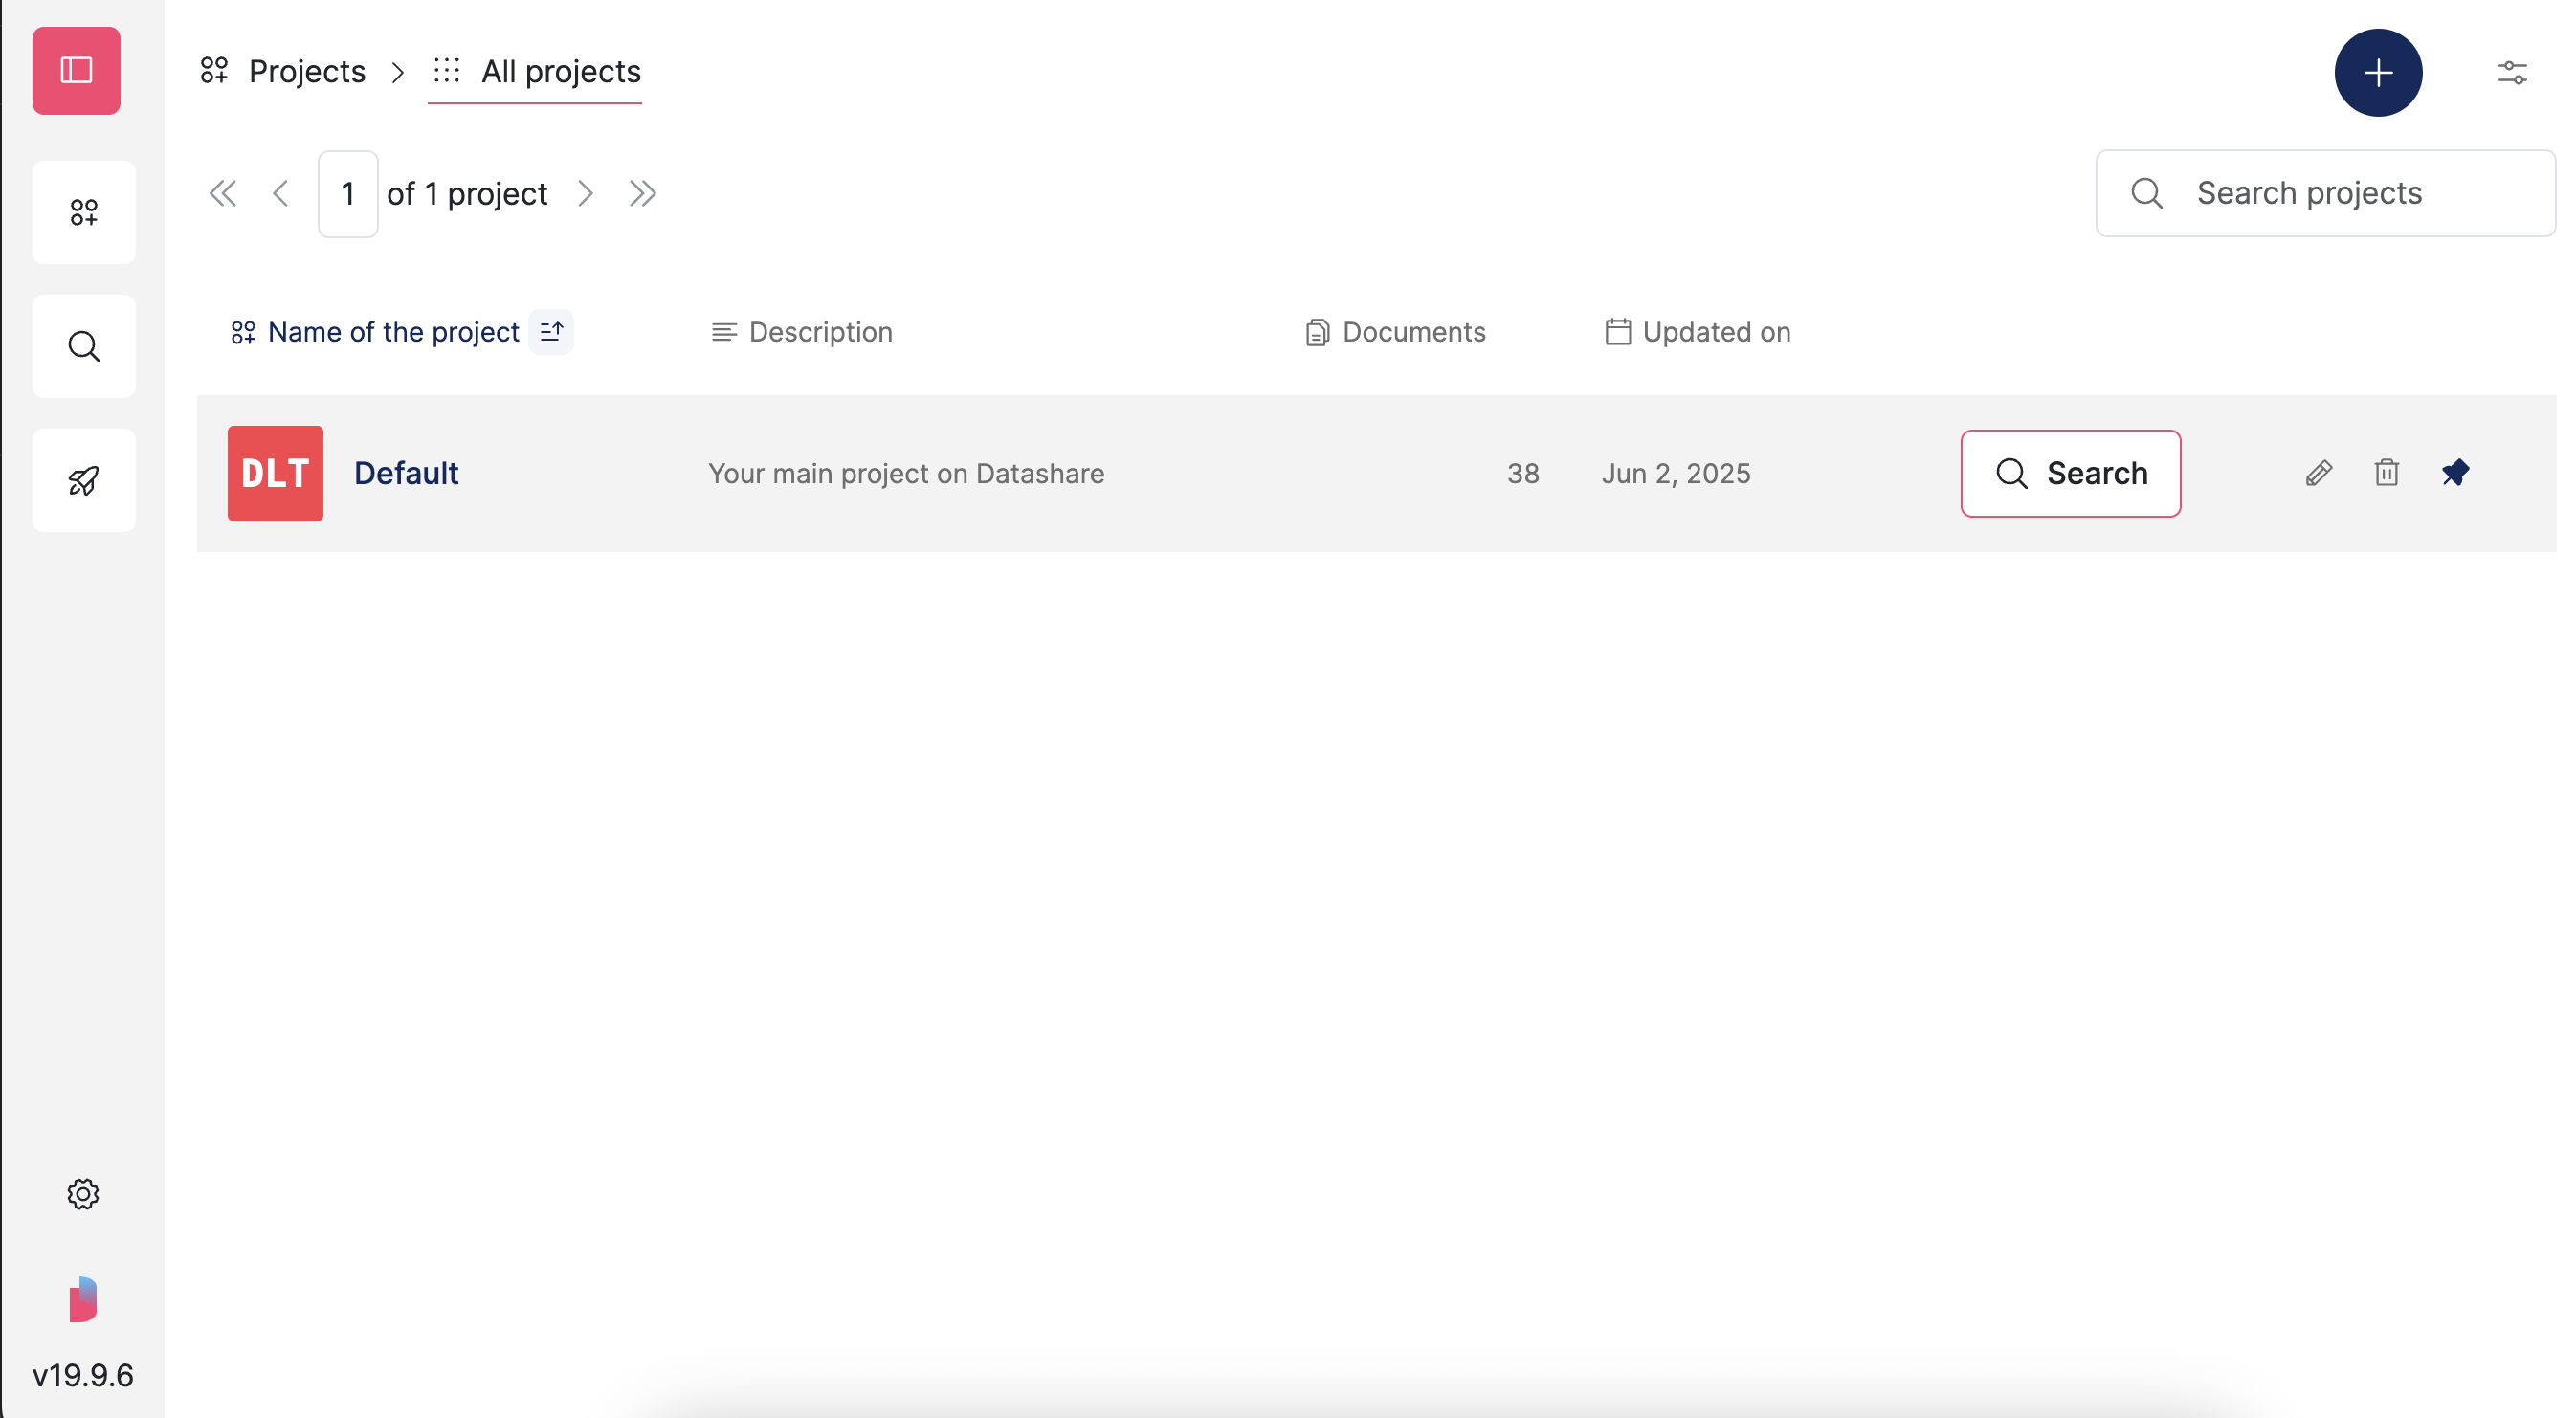 Projects
All projects
1 of 1 project
Search projects
Name of the project
Description
Documents
Updated on
DLT
Default
Your main project on Datashare
38
Jun 2, 2025
Search
v19.9.6